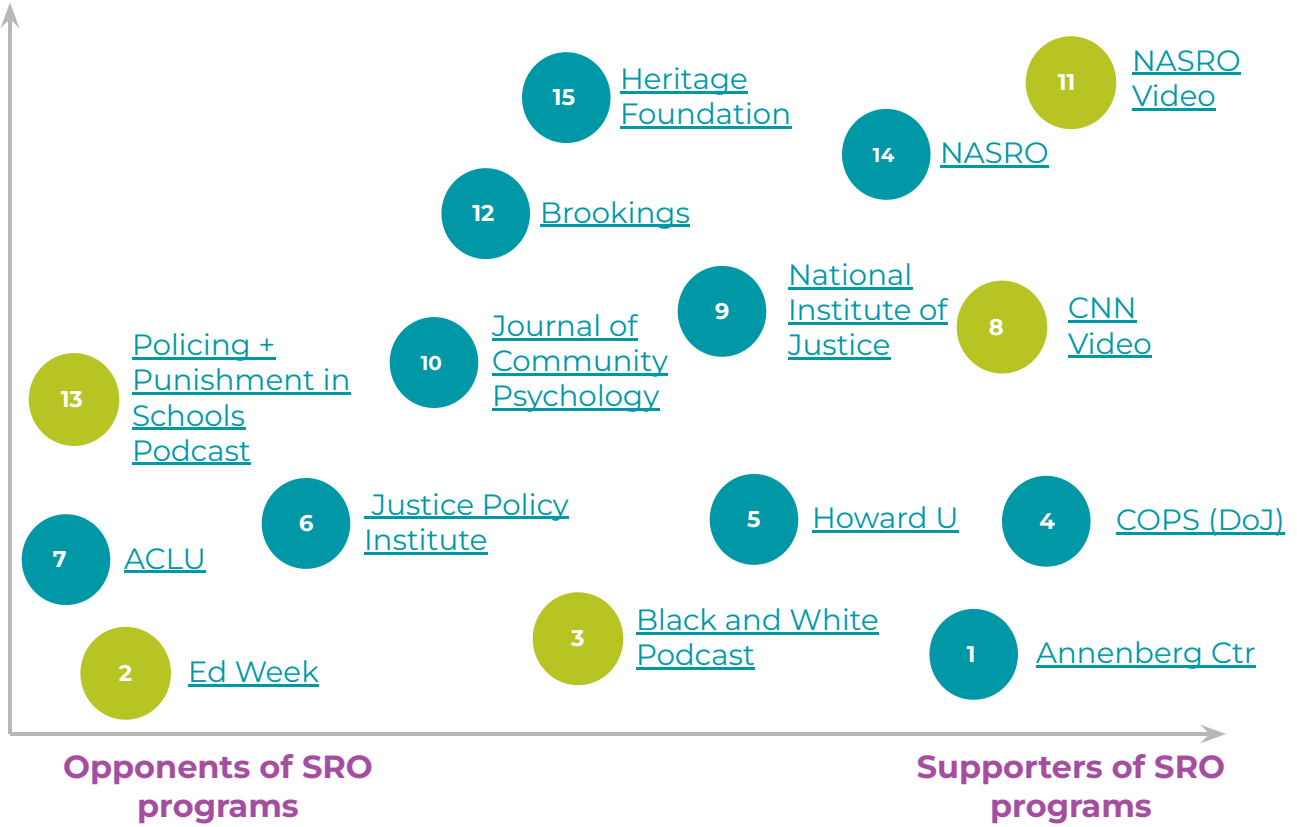 15
Heritage
Foundation
11
NASRO
Video
14
NASRO
12
Brookings
9
National
Institute of
Justice
8
CNN
Video
10
Journal of
Community
Psychology
13
Policing +
Punishment in
Schools
Podcast
6
Justice Policy
Institute
5
Howard U
4
COPS (DoJ)
7
ACLU
3
Black and White
Podcast
1
Annenberg Ctr
2
Ed Week
Opponents of SRO
programs
Supporters of SRO
programs